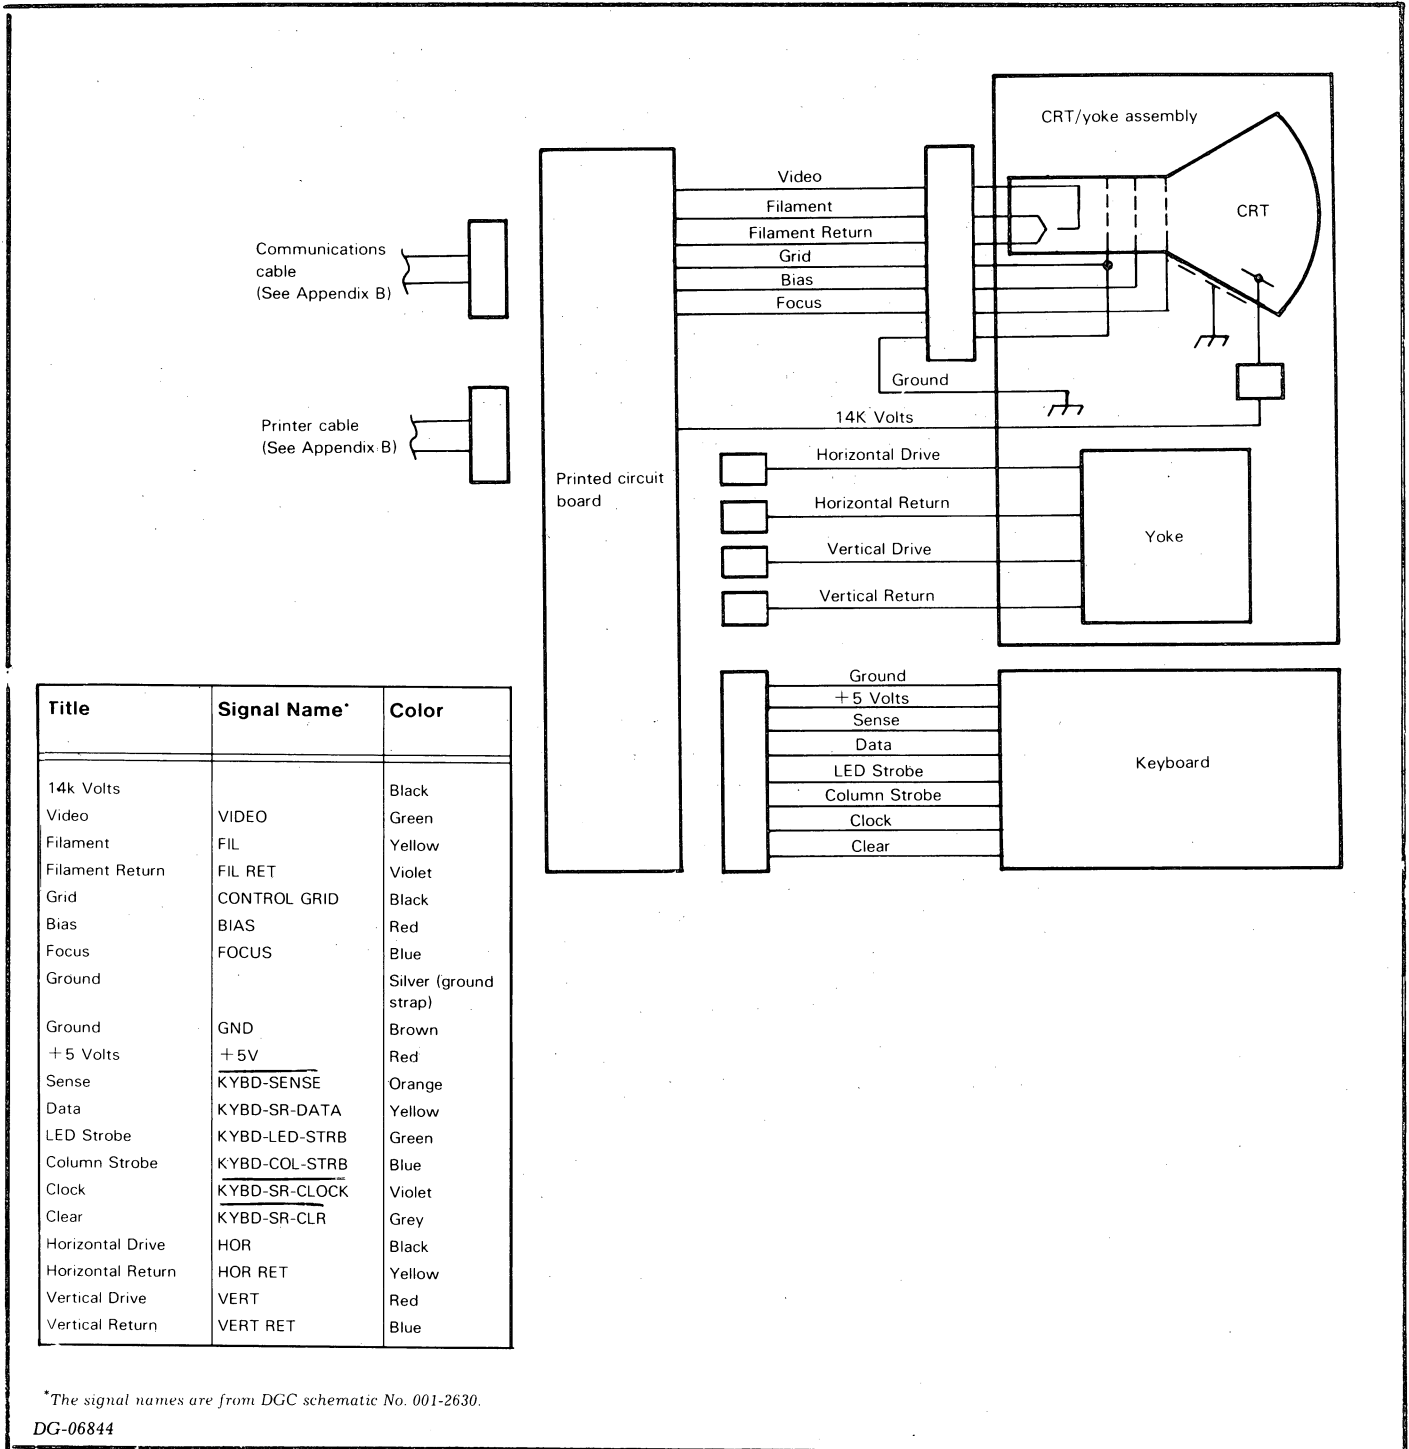 CRT/yoke assembly
CRT
Video
Filament
Filament Return
Grid
Bias
Focus
Ground
14K Volts
Communications
cable
(See Appendix B)
Printer cable
(See Appendix B)
Printed circuit
board
Horizontal Drive
Horizontal Return
Vertical Drive
Vertical Return
Yoke
Ground
+5 Volts
Sense
Data
LED Strobe
Column Strobe
Clock
Clear
Keyboard
Title Signal Name* Color
14k Volts Black
Video VIDEO Green
Filament FIL Yellow
Filament Return FIL RET Violet
Grid CONTROL GRID Black
Bias BIAS Red
Focus FOCUS Blue
Ground Silver (ground
strap)
Ground GND Brown
+5 Volts +5V Red
Sense KYBD-SENSE Orange
Data KYBD-SR-DATA Yellow
LED Strobe KYBD-LED-STRB Green
Column Strobe KYBD-COL-STRB Blue
Clock KYBD-SR-CLOCK Violet
Clear KYBD-SR-CLR Grey
Horizontal Drive HOR Black
Horizontal Return HOR RET Yellow
Vertical Drive VERT Red
Vertical Return VERT RET Blue
*The signal names are from DGC schematic No. 001-2630.
DG-06844